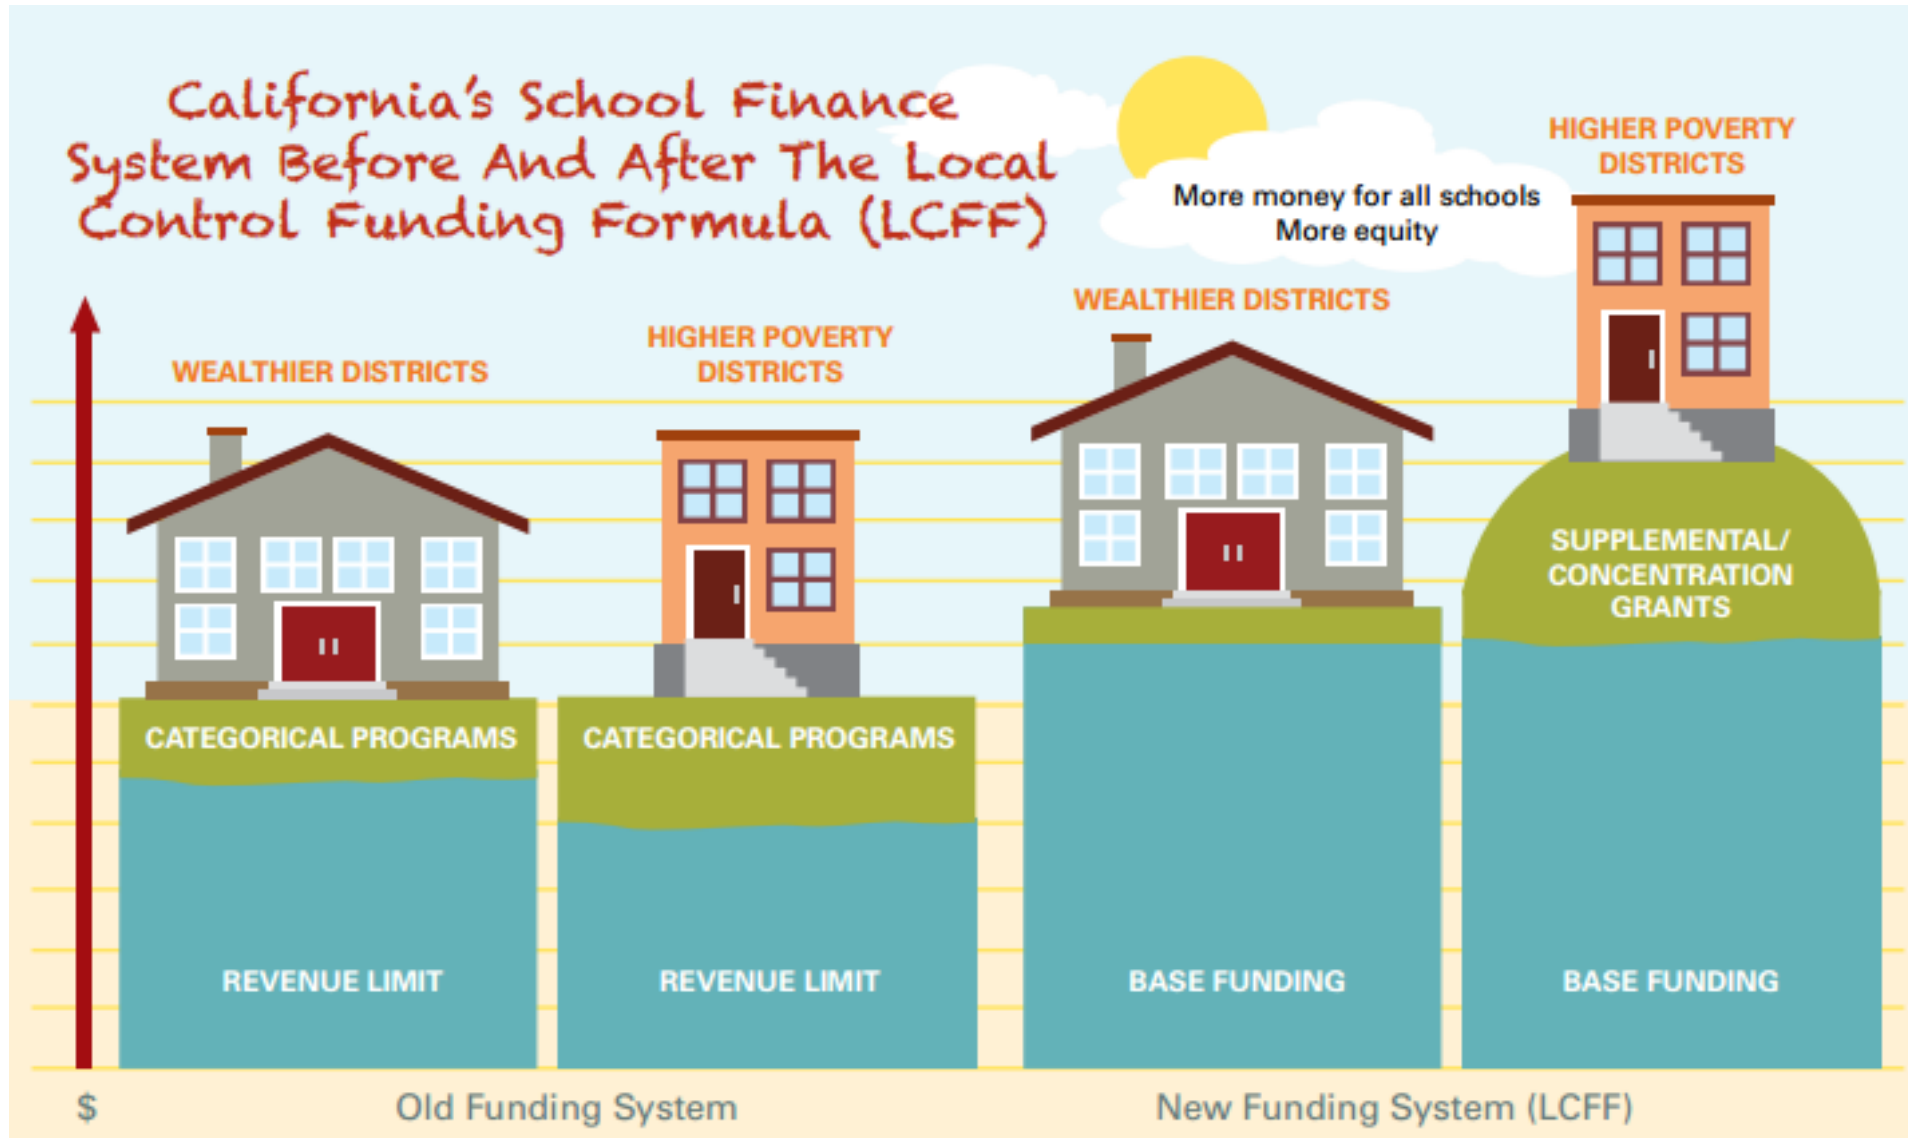 California's School Finance
System Before And After The Local
Control Funding Formula (LCFF)
More money for all schools
More equity
WEALTHIER DISTRICTS
HIGHER POVERTY
DISTRICTS
WEALTHIER DISTRICTS
HIGHER POVERTY
DISTRICTS
CATEGORICAL PROGRAMS
CATEGORICAL PROGRAMS
SUPPLEMENTAL/
CONCENTRATION
GRANTS
REVENUE LIMIT
REVENUE LIMIT
BASE FUNDING
BASE FUNDING
$
Old Funding System
New Funding System (LCFF)